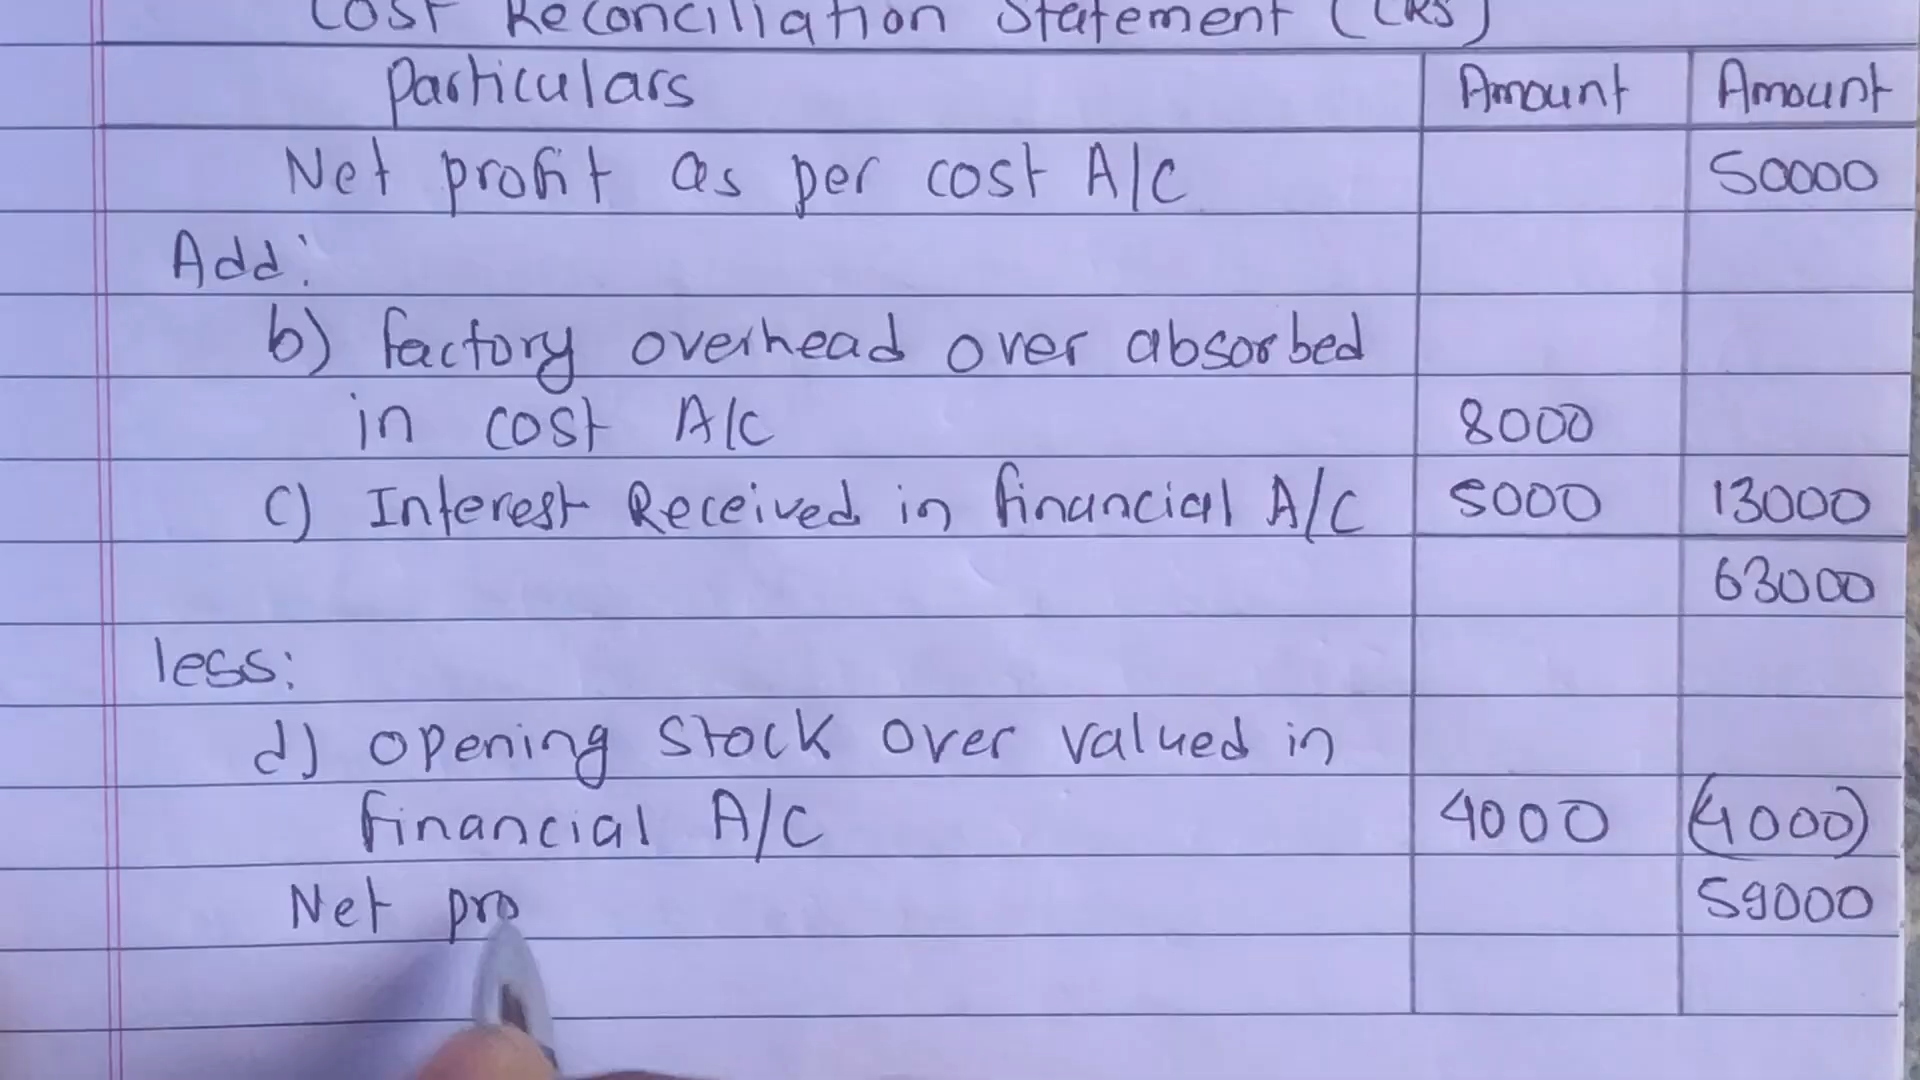 Cost Reconciliation Statement (CRS)
Particulars Amount Amount
Net profit as per cost A/C 50000
Add:
b) factory overhead over absorbed
in cost A/C 8000
c) Interest Received in financial A/C 5000 13000
63000
less:
d) opening stock over valued in
financial A/C 4000 (4000)
Net pro 59000